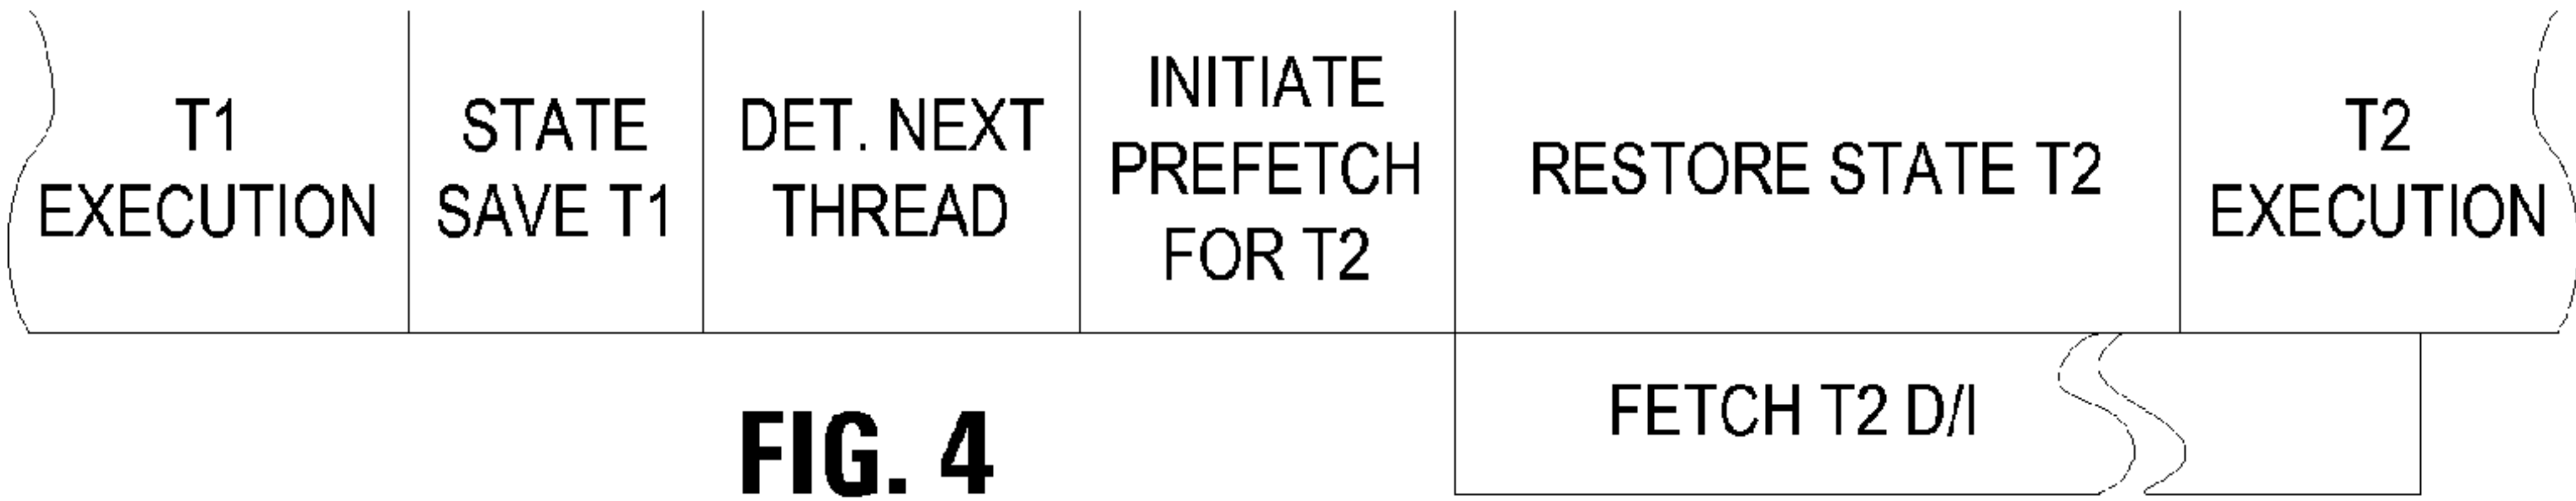 T1
EXECUTION
STATE
SAVE T1
DET. NEXT
THREAD
INITIATE
PREFETCH
FOR T2
RESTORE STATE T2
T2
EXECUTION
FETCH T2 D/I
FIG. 4